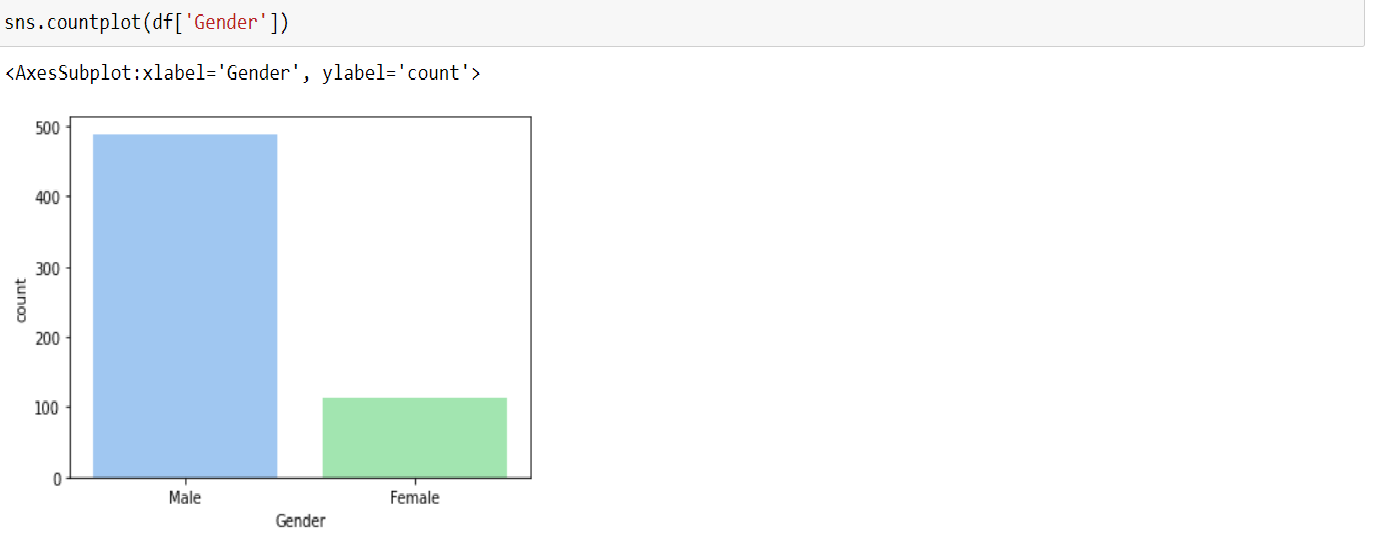 sns.countplot(df['Gender'])
<AxesSubplot:xlabel='Gender', ylabel='count'>
500
400
300
200
100
0
count
Male Female
Gender